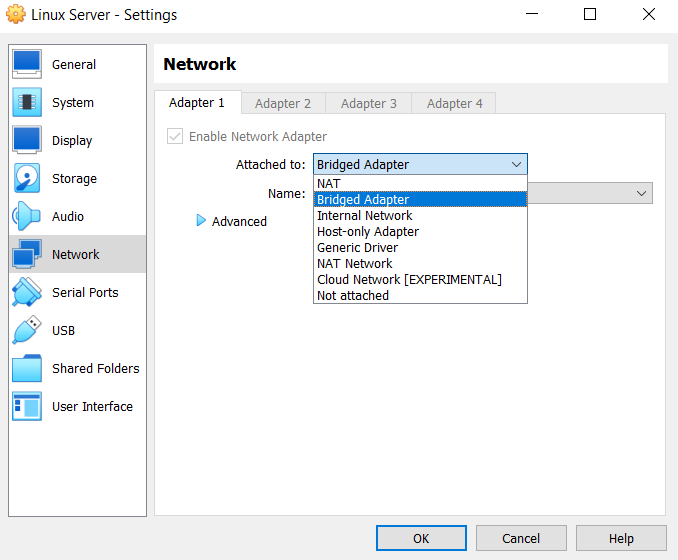 Linux Server - Settings
General
System
Display
Storage
Audio
Network
Serial Ports
USB
Shared Folders
User Interface
Network
Adapter 1
Adapter 2
Adapter 3
Adapter 4
Enable Network Adapter
Attached to: Bridged Adapter
Name:
Advanced
NAT
Bridged Adapter
Internal Network
Host-only Adapter
Generic Driver
NAT Network
Cloud Network [EXPERIMENTAL]
Not attached
OK
Cancel
Help